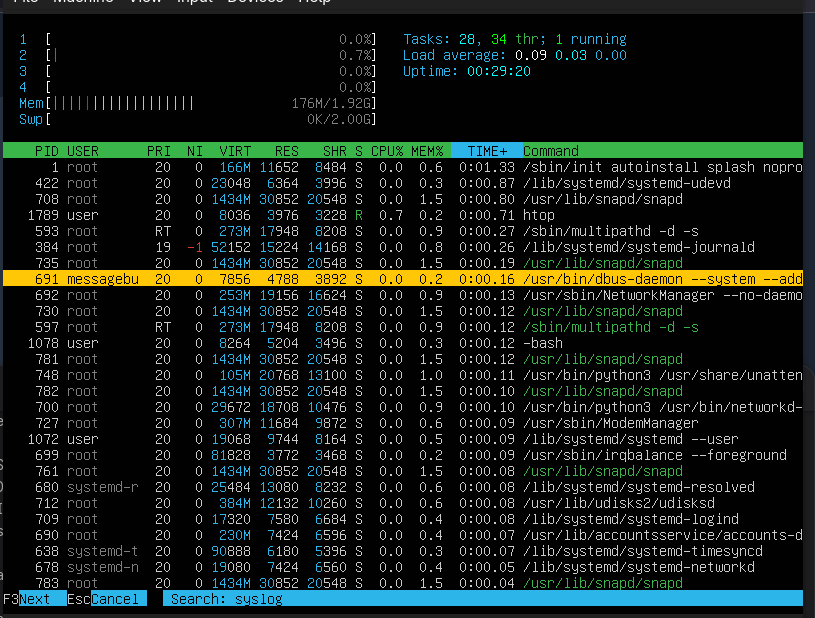 File Machine View Input Devices Help
1 [ 0.0%] Tasks: 28, 34 thr; 1 running
2 [| 0.7%] Load average: 0.09 0.03 0.00
3 [ 0.0%] Uptime: 00:29:20
4 [ 0.0%]
Mem[|||||||||||||||||| 176M/1.92G]
Swp[ 0K/2.00G]
PID USER PRI NI VIRT RES SHR S CPU% MEM% TIME+ Command
1 root 20 0 166M 11652 8484 S 0.0 0.6 0:01.33 /sbin/init autoinstall splash nopro
422 root 20 0 23048 6364 3996 S 0.0 0.3 0:00.87 /lib/systemd/systemd-udevd
708 root 20 0 1434M 30852 20548 S 0.0 1.5 0:00.80 /usr/lib/snapd/snapd
1789 user 20 0 8036 3976 3228 R 0.7 0.2 0:00.71 htop
593 root RT 0 273M 17948 8208 S 0.0 0.9 0:00.27 /sbin/multipathd -d -s
384 root 19 -1 52152 15224 14168 S 0.0 0.8 0:00.26 /lib/systemd/systemd-journald
735 root 20 0 1434M 30852 20548 S 0.0 1.5 0:00.19 /usr/lib/snapd/snapd
691 messagebu 20 0 7856 4788 3892 S 0.0 0.2 0:00.16 /usr/bin/dbus-daemon --system --add
692 root 20 0 253M 19156 16624 S 0.0 0.9 0:00.13 /usr/sbin/NetworkManager --no-daemo
730 root 20 0 1434M 30852 20548 S 0.0 1.5 0:00.12 /usr/lib/snapd/snapd
597 root RT 0 273M 17948 8208 S 0.0 0.9 0:00.12 /sbin/multipathd -d -s
1078 user 20 0 8264 5204 3496 S 0.0 0.3 0:00.12 -bash
781 root 20 0 1434M 30852 20548 S 0.0 1.5 0:00.12 /usr/lib/snapd/snapd
748 root 20 0 105M 20768 13100 S 0.0 1.0 0:00.11 /usr/bin/python3 /usr/share/unatten
782 root 20 0 1434M 30852 20548 S 0.0 1.5 0:00.10 /usr/lib/snapd/snapd
700 root 20 0 29672 18708 10476 S 0.0 0.9 0:00.10 /usr/bin/python3 /usr/bin/networkd-
727 root 20 0 307M 11684 9872 S 0.0 0.6 0:00.09 /usr/sbin/ModemManager
1072 user 20 0 19068 9744 8164 S 0.0 0.5 0:00.09 /lib/systemd/systemd --user
699 root 20 0 81828 3772 3468 S 0.0 0.2 0:00.09 /usr/sbin/irqbalance --foreground
761 root 20 0 1434M 30852 20548 S 0.0 1.5 0:00.08 /usr/lib/snapd/snapd
680 systemd-r 20 0 25484 13080 8232 S 0.0 0.6 0:00.08 /lib/systemd/systemd-resolved
712 root 20 0 384M 12132 10260 S 0.0 0.6 0:00.08 /usr/lib/udisks2/udisksd
709 root 20 0 17320 7580 6684 S 0.0 0.4 0:00.08 /lib/systemd/systemd-logind
690 root 20 0 230M 7424 6596 S 0.0 0.4 0:00.07 /usr/lib/accountsservice/accounts-d
638 systemd-t 20 0 90888 6180 5396 S 0.0 0.3 0:00.07 /lib/systemd/systemd-timesyncd
678 systemd-n 20 0 19080 7424 6560 S 0.0 0.4 0:00.05 /lib/systemd/systemd-networkd
783 root 20 0 1434M 30852 20548 S 0.0 1.5 0:00.04 /usr/lib/snapd/snapd
F3Next EscCancel Search: syslog